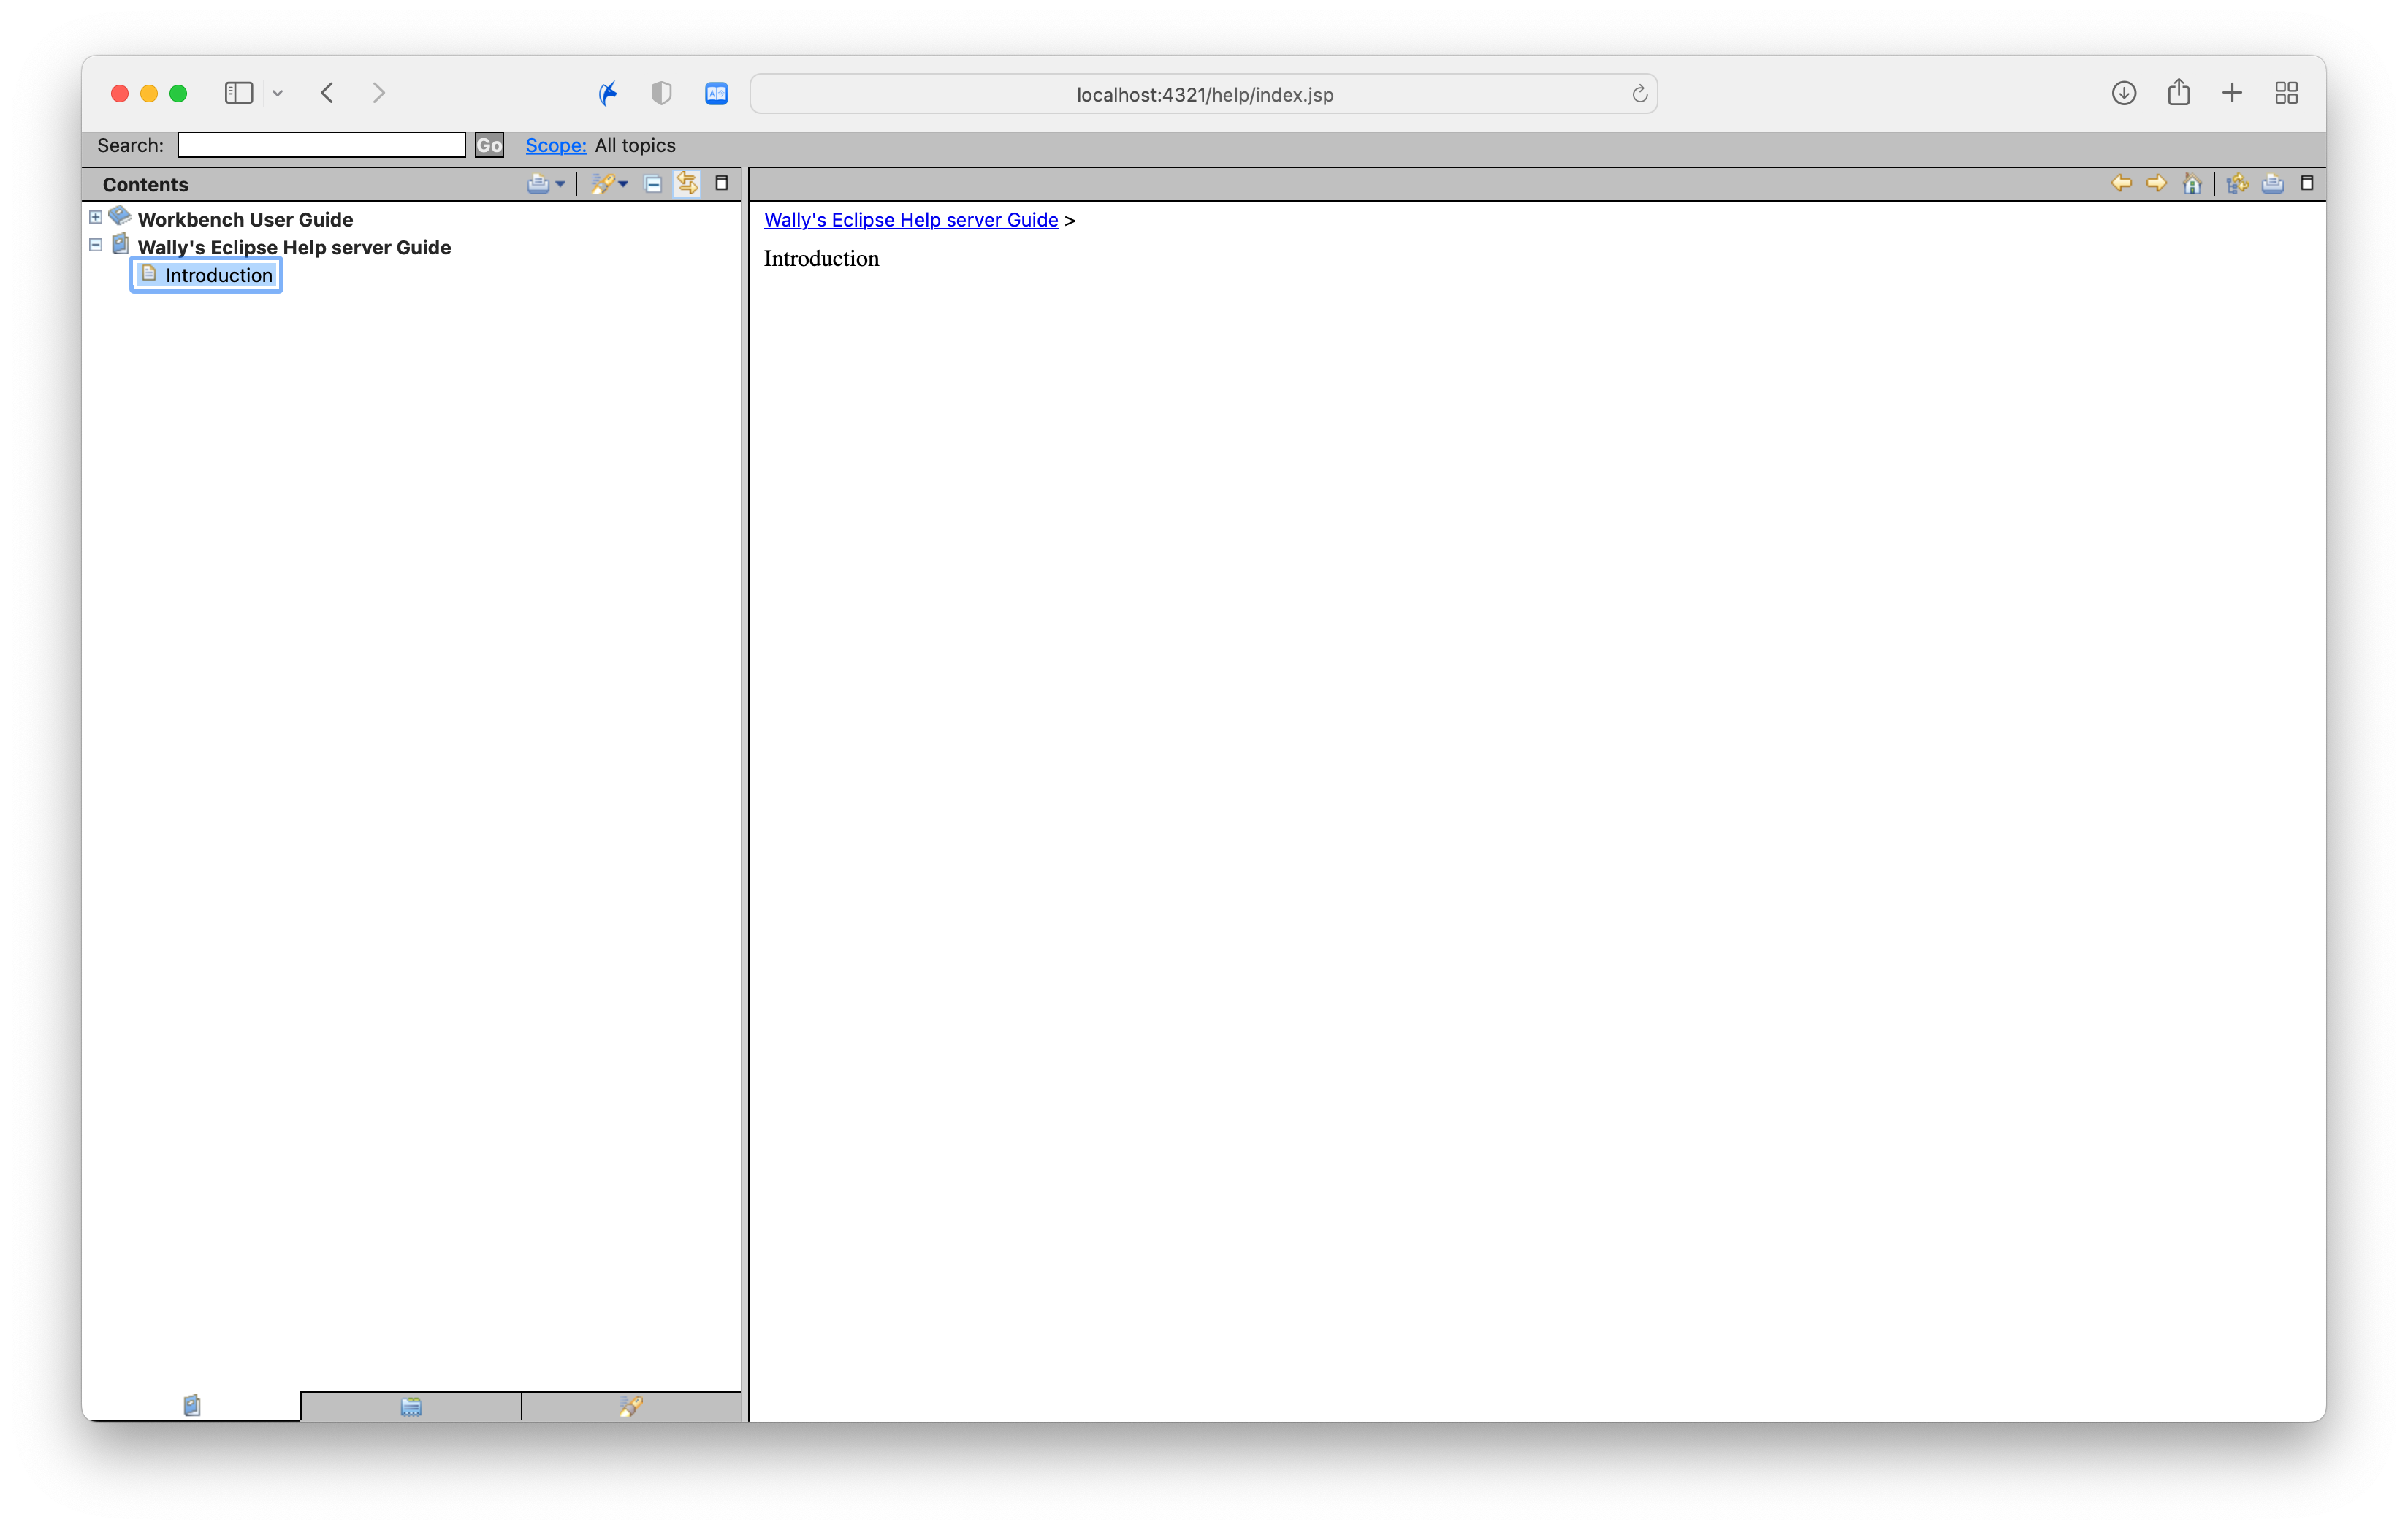 localhost:4321/help/index.jsp
Search: Go Scope: All topics
Contents
Workbench User Guide
Wally's Eclipse Help server Guide
Introduction
Wally's Eclipse Help server Guide >
Introduction